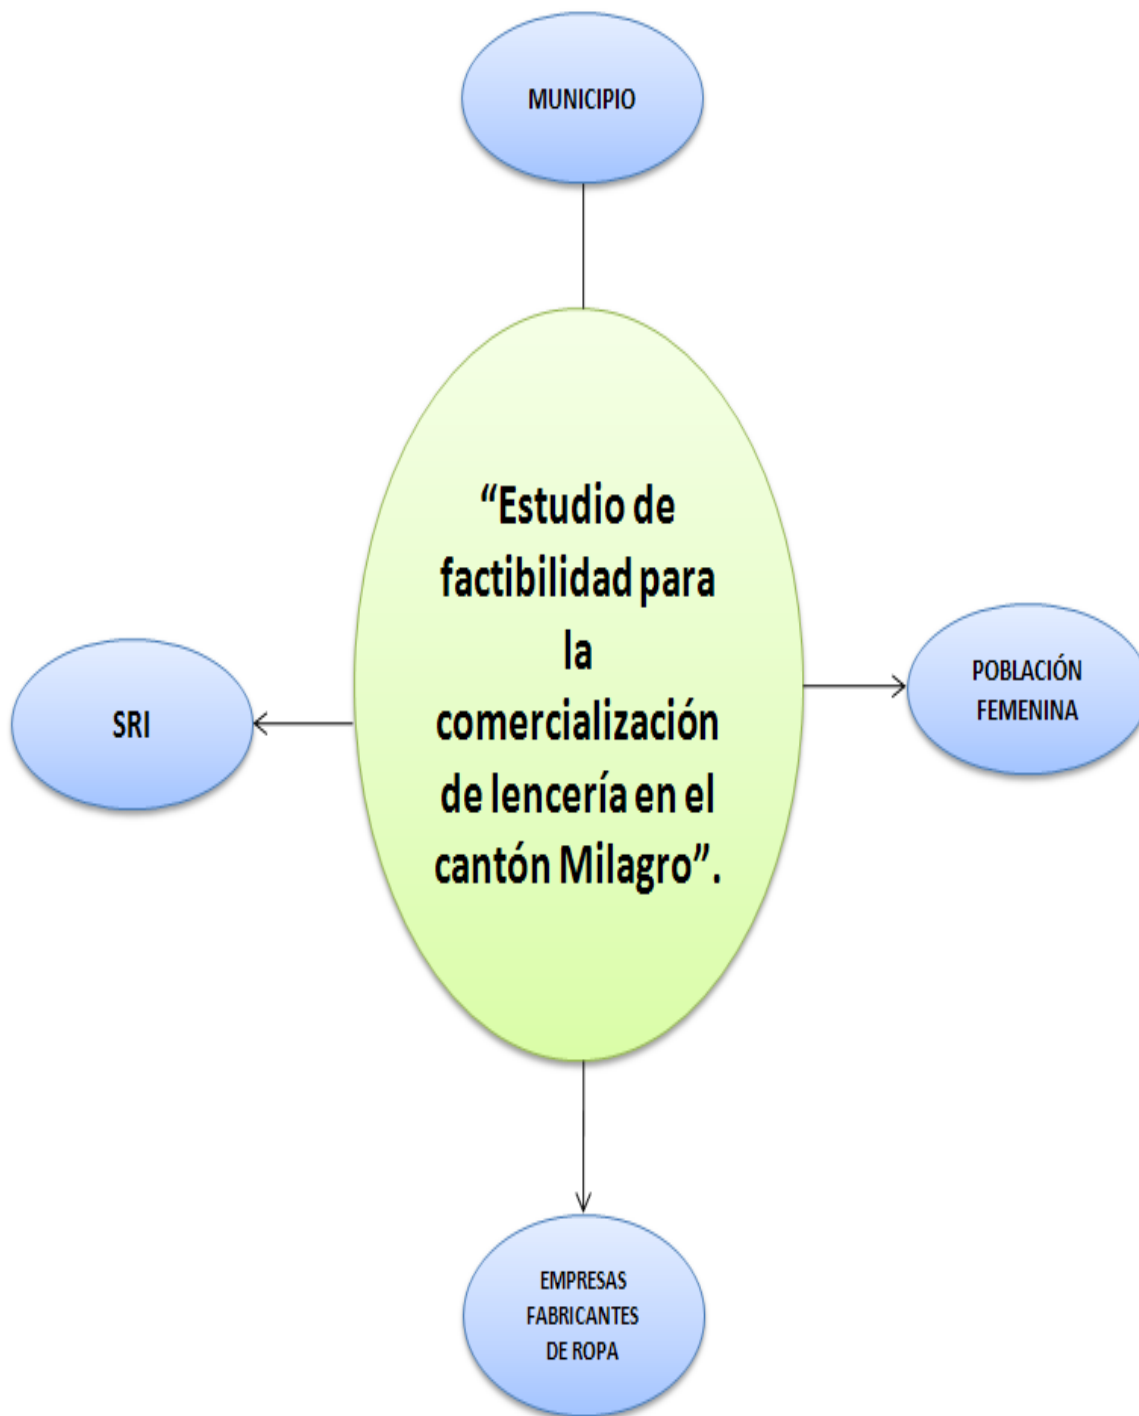 MUNICIPIO
“Estudio de
factibilidad para
la
comercialización
de lencería en el
cantón Milagro”.
SRI
POBLACIÓN
FEMENINA
EMPRESAS
FABRICANTES
DE ROPA